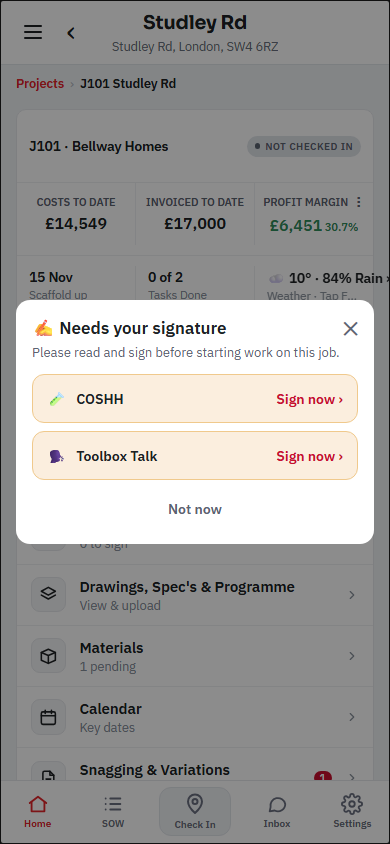 Studley Rd
Studley Rd, London, SW4 6RZ
Projects › J101 Studley Rd
J101 · Bellway Homes
NOT CHECKED IN
COSTS TO DATE
£14,549
INVOICED TO DATE
£17,000
PROFIT MARGIN
£6,451 30.7%
15 Nov
Scaffold up
0 of 2
Tasks Done
10° · 84% Rain ›
Weather · Tap F...
Needs your signature
Please read and sign before starting work on this job.
COSHH
Sign now ›
Toolbox Talk
Sign now ›
Not now
0 to sign
Drawings, Spec's & Programme
View & upload
Materials
1 pending
Calendar
Key dates
Snagging & Variations
1
Home
SOW
Check In
Inbox
Settings